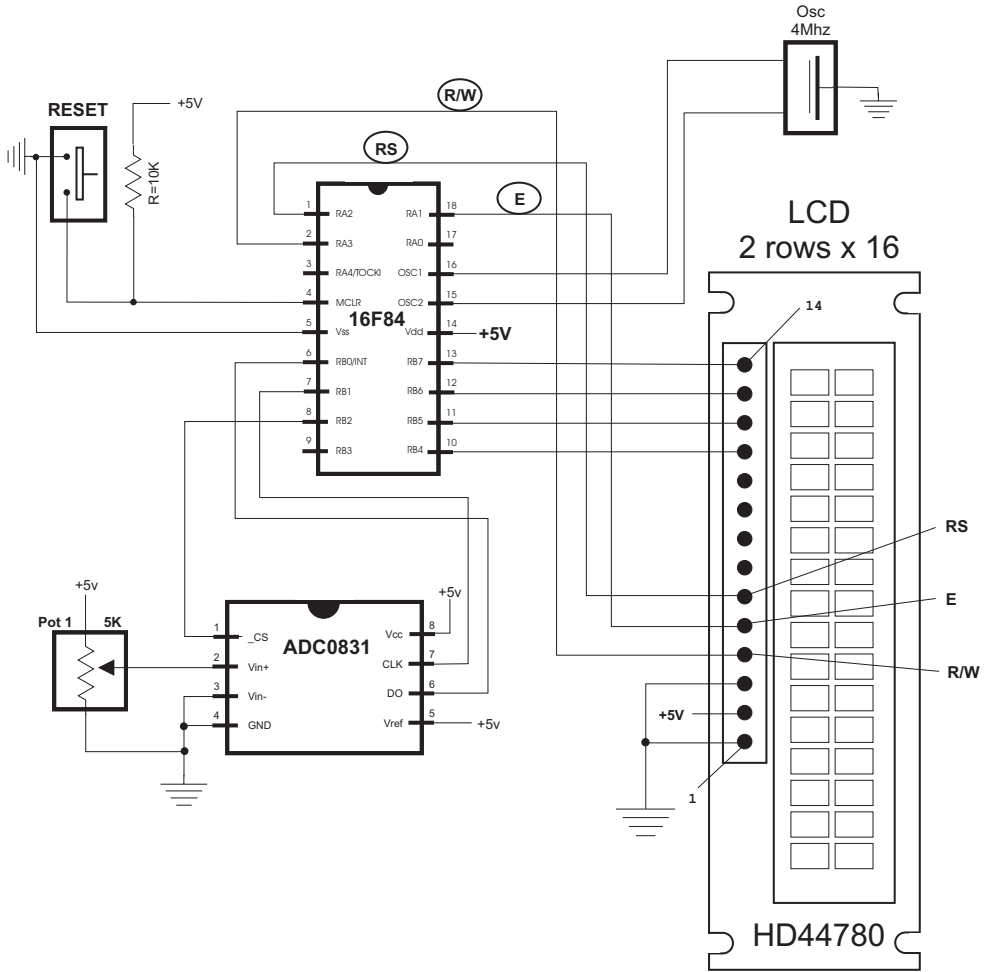 Osc
4Mhz
RESET
+5V
R=10K
R/W
RS
E
LCD
2 rows x 16
1 RA2
2 RA3
3 RA4/TOCKI
4 MCLR
5 Vss
6 RB0/INT
7 RB1
8 RB2
9 RB3
16F84
RA1 18
RA0 17
OSC1 16
OSC2 15
Vdd 14
+5V
RB7 13
RB6 12
RB5 11
RB4 10
14
RS
E
R/W
+5V
1
HD44780
+5v
Pot 1 5K
ADC0831
1 _CS
2 Vin+
3 Vin-
4 GND
+5v
Vcc 8
CLK 7
DO 6
Vref 5
+5v